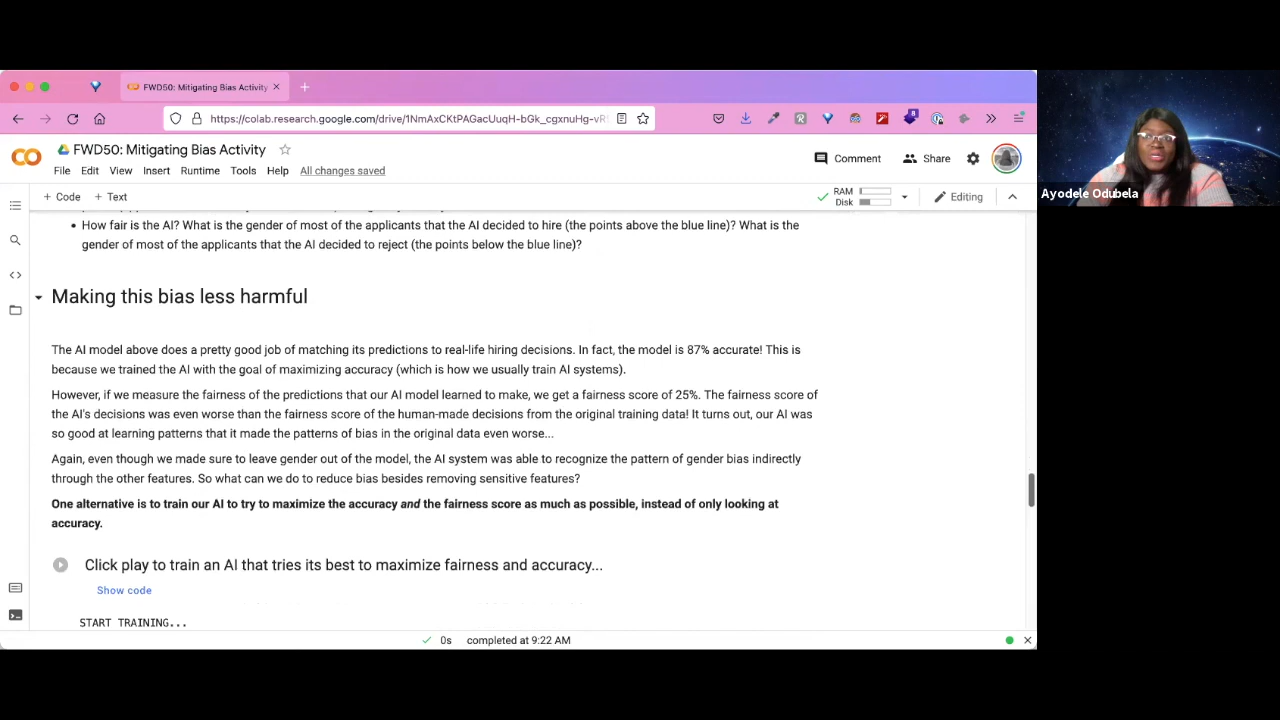 FWD50: Mitigating Bias Activity
https://colab.research.google.com/drive/1NmAxCKtPAGacUuqH-bGk_cgxnuHg-vR
FWD50: Mitigating Bias Activity
File Edit View Insert Runtime Tools Help All changes saved
Comment Share
+ Code + Text
RAM
Disk
Editing
Ayodele Odubela
• How fair is the AI? What is the gender of most of the applicants that the AI decided to hire (the points above the blue line)? What is the
gender of most of the applicants that the AI decided to reject (the points below the blue line)?
Making this bias less harmful
The AI model above does a pretty good job of matching its predictions to real-life hiring decisions. In fact, the model is 87% accurate! This is
because we trained the AI with the goal of maximizing accuracy (which is how we usually train AI systems).
However, if we measure the fairness of the predictions that our AI model learned to make, we get a fairness score of 25%. The fairness score of
the AI's decisions was even worse than the fairness score of the human-made decisions from the original training data! It turns out, our AI was
so good at learning patterns that it made the patterns of bias in the original data even worse...
Again, even though we made sure to leave gender out of the model, the AI system was able to recognize the pattern of gender bias indirectly
through the other features. So what can we do to reduce bias besides removing sensitive features?
One alternative is to train our AI to try to maximize the accuracy and the fairness score as much as possible, instead of only looking at
accuracy.
Click play to train an AI that tries its best to maximize fairness and accuracy...
Show code
START TRAINING...
0s completed at 9:22 AM